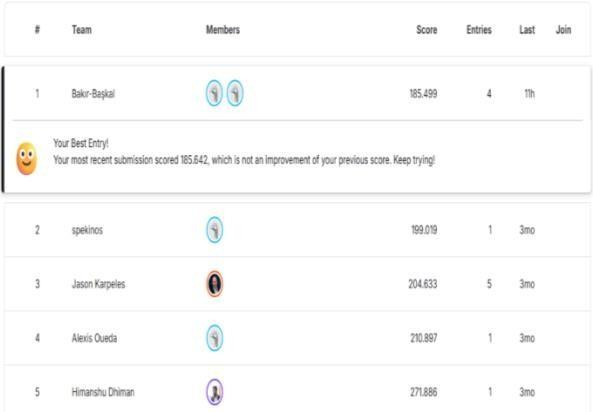 # Team Members Score Entries Last Join
1 Bakır-Başkal 185.499 4 11h
Your Best Entry!
Your most recent submission scored 185.642, which is not an improvement of your previous score. Keep trying!
2 spekinos 199.019 1 3mo
3 Jason Karpeles 204.633 5 3mo
4 Alexis Oueda 210.897 1 3mo
5 Himanshu Dhiman 271.886 1 3mo